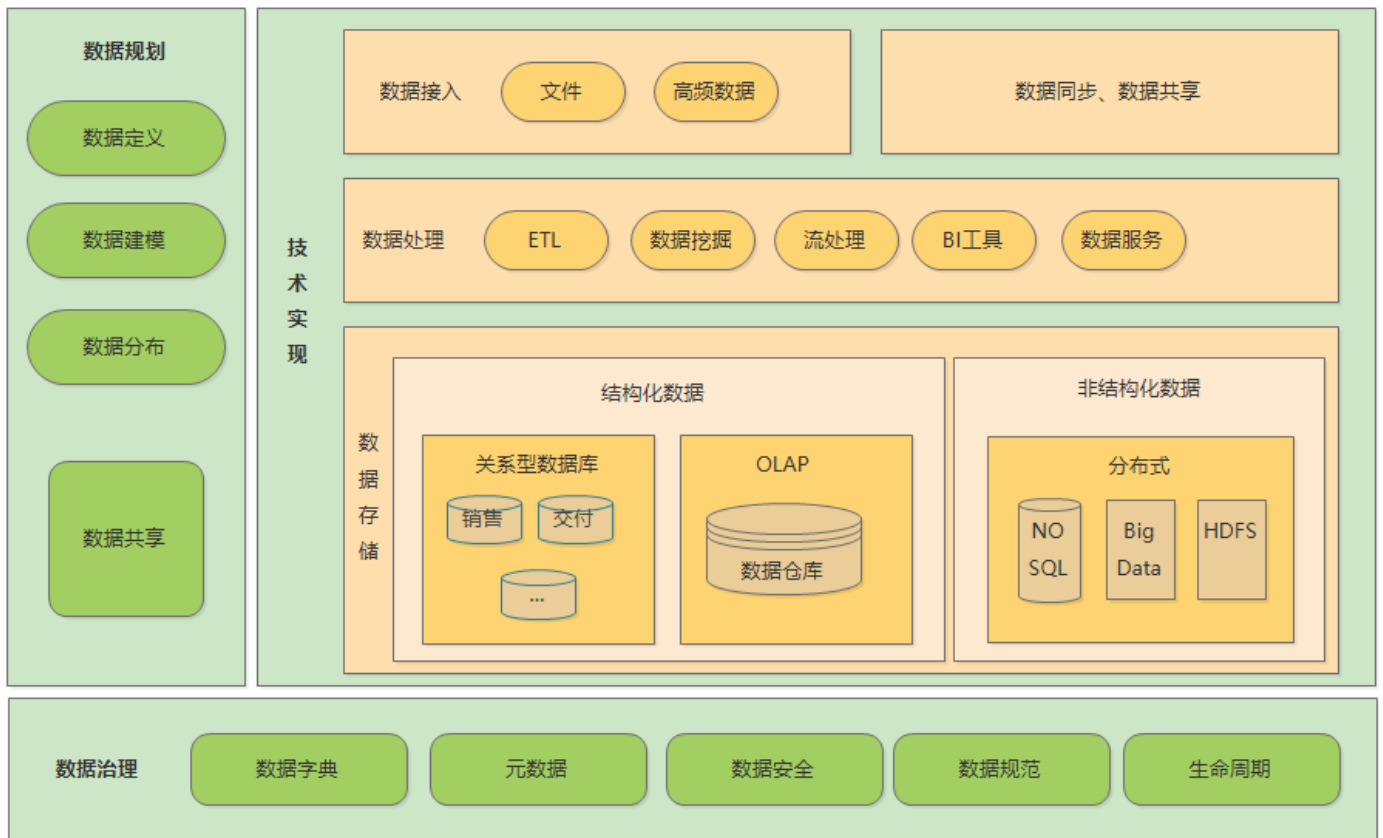 数据规划
数据定义
数据建模
数据分布
数据共享
技
术
实
现
数据接入
文件
高频数据
数据同步、数据共享
数据处理
ETL
数据挖掘
流处理
BI工具
数据服务
数
据
存
储
结构化数据
关系型数据库
销售
交付
...
OLAP
数据仓库
非结构化数据
分布式
NO
SQL
Big
Data
HDFS
数据治理
数据字典
元数据
数据安全
数据规范
生命周期